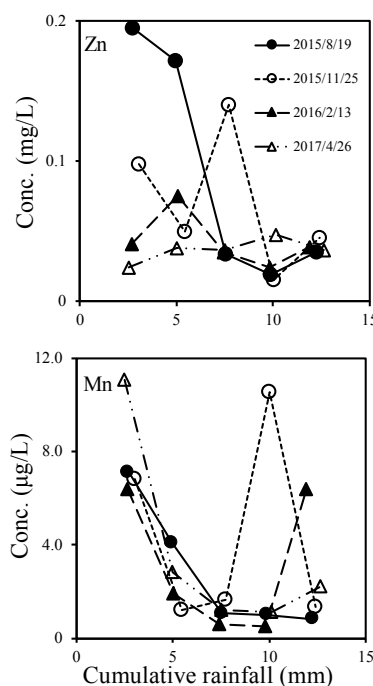 Zn
2015/8/19
2015/11/25
2016/2/13
2017/4/26
Conc. (mg/L)
0.2
0.1
0
0 5 10 15
Mn
Conc. (μg/L)
12.0
8.0
4.0
0.0
0 5 10 15
Cumulative rainfall (mm)